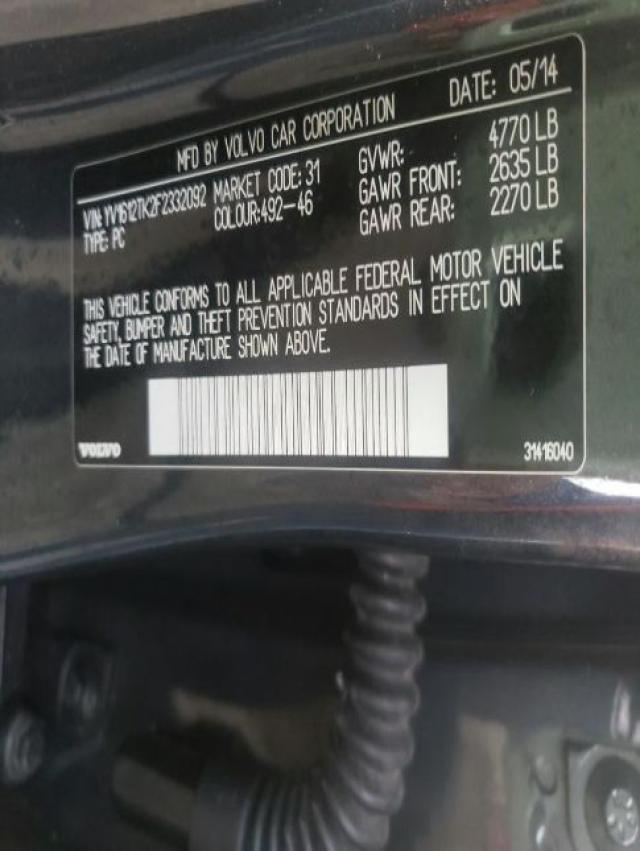 MFD BY VOLVO CAR CORPORATION DATE: 05/14
VIN: YV1612TK2F2332092 MARKET CODE: 31 GVWR: 4770 LB
TYPE: PC COLOUR:492-46 GAWR FRONT: 2635 LB
GAWR REAR: 2270 LB
THIS VEHICLE CONFORMS TO ALL APPLICABLE FEDERAL MOTOR VEHICLE
SAFETY, BUMPER AND THEFT PREVENTION STANDARDS IN EFFECT ON
THE DATE OF MANUFACTURE SHOWN ABOVE.
VOLVO 31416040